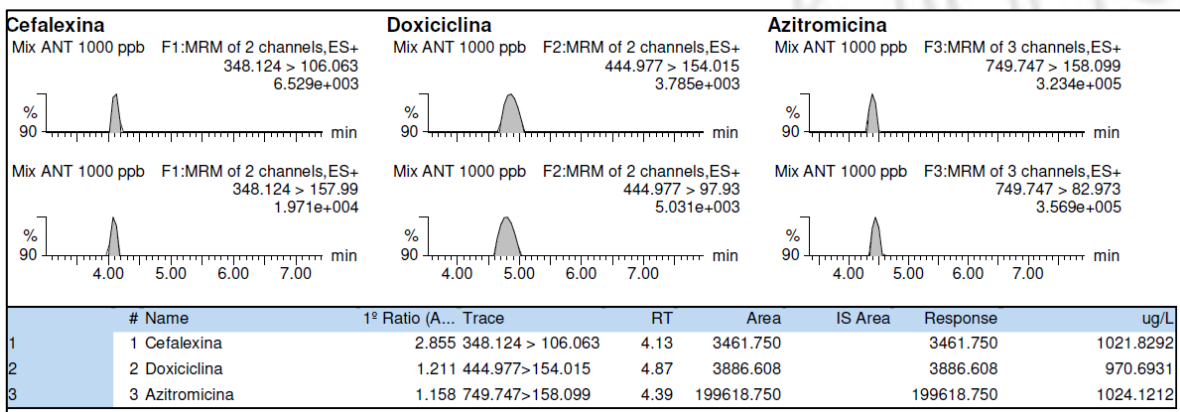 Cefalexina
Mix ANT 1000 ppb F1:MRM of 2 channels,ES+
348.124 > 106.063
6.529e+003
%
90
min
Mix ANT 1000 ppb F1:MRM of 2 channels,ES+
348.124 > 157.99
1.971e+004
%
90
min
4.00 5.00 6.00 7.00
Doxiciclina
Mix ANT 1000 ppb F2:MRM of 2 channels,ES+
444.977 > 154.015
3.785e+003
%
90
min
Mix ANT 1000 ppb F2:MRM of 2 channels,ES+
444.977 > 97.93
5.031e+003
%
90
min
4.00 5.00 6.00 7.00
Azitromicina
Mix ANT 1000 ppb F3:MRM of 3 channels,ES+
749.747 > 158.099
3.234e+005
%
90
min
Mix ANT 1000 ppb F3:MRM of 3 channels,ES+
749.747 > 82.973
3.569e+005
%
90
min
4.00 5.00 6.00 7.00
# Name 1º Ratio (A... Trace RT Area IS Area Response ug/L
1 1 Cefalexina 2.855 348.124 > 106.063 4.13 3461.750 3461.750 1021.8292
2 2 Doxiciclina 1.211 444.977>154.015 4.87 3886.608 3886.608 970.6931
3 3 Azitromicina 1.158 749.747>158.099 4.39 199618.750 199618.750 1024.1212